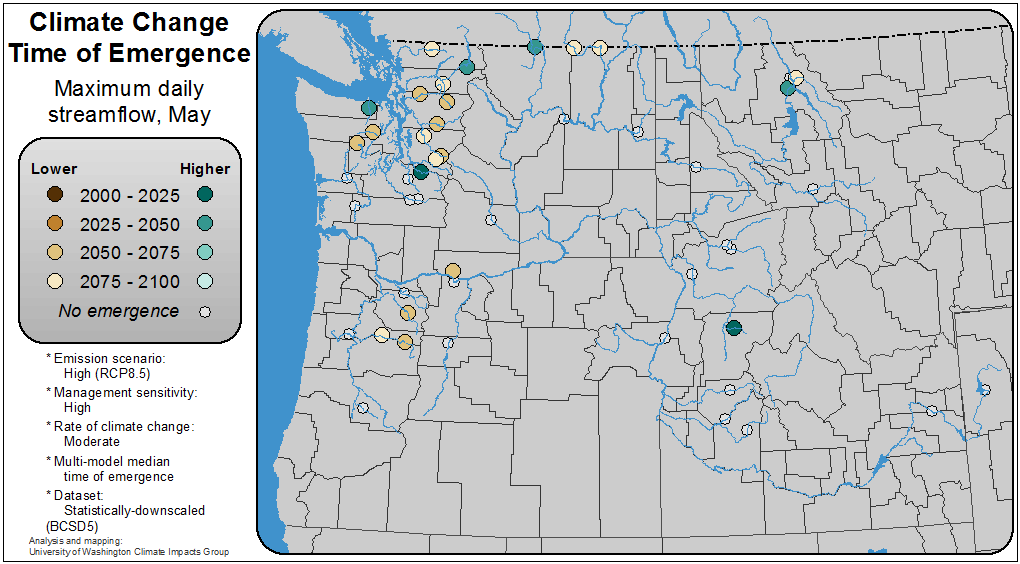 Climate Change
Time of Emergence
Maximum daily
streamflow, May
Lower Higher
2000 - 2025
2025 - 2050
2050 - 2075
2075 - 2100
No emergence
* Emission scenario:
High (RCP8.5)
* Management sensitivity:
High
* Rate of climate change:
Moderate
* Multi-model median
time of emergence
* Dataset:
Statistically-downscaled
(BCSD5)
Analysis and mapping:
University of Washington Climate Impacts Group